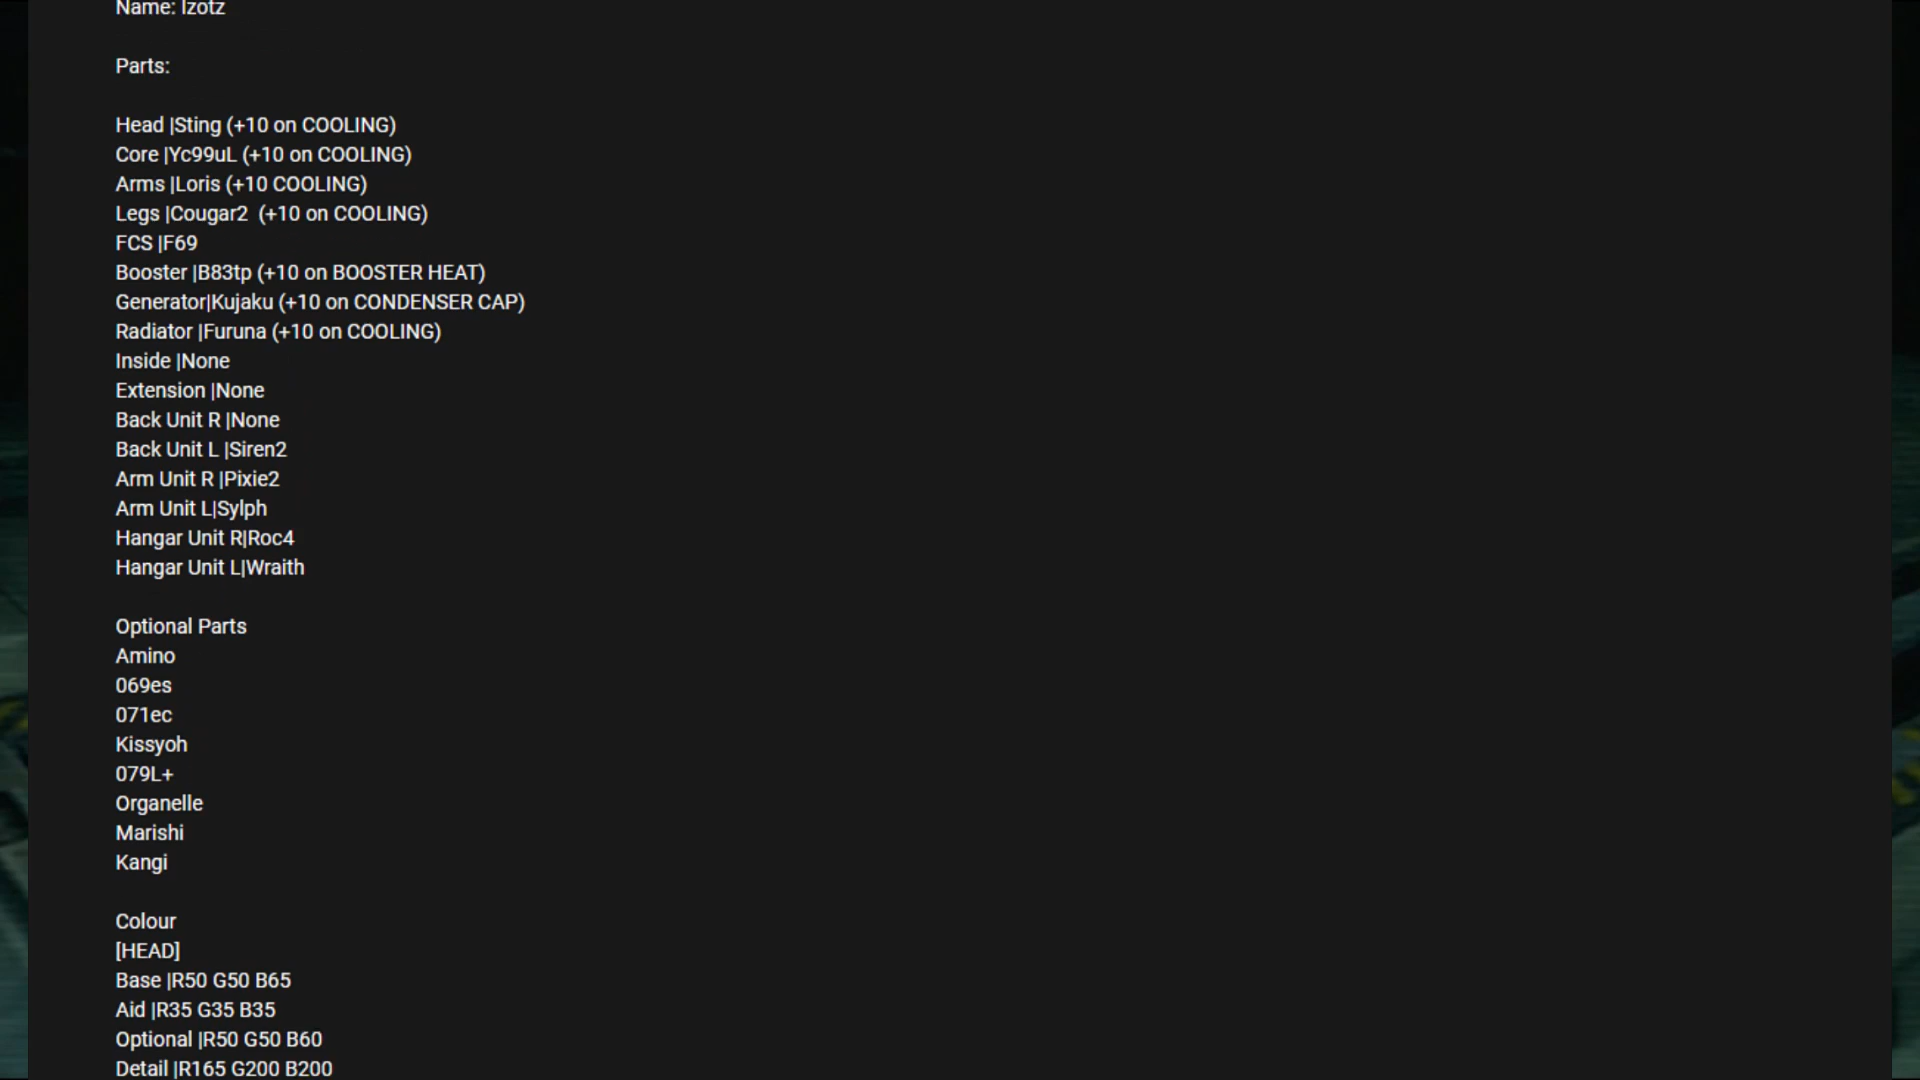 Name: Izotz
Parts:
Head |Sting (+10 on COOLING)
Core |Yc99uL (+10 on COOLING)
Arms |Loris (+10 COOLING)
Legs |Cougar2  (+10 on COOLING)
FCS |F69
Booster |B83tp (+10 on BOOSTER HEAT)
Generator|Kujaku (+10 on CONDENSER CAP)
Radiator |Furuna (+10 on COOLING)
Inside |None
Extension |None
Back Unit R |None
Back Unit L |Siren2
Arm Unit R |Pixie2
Arm Unit L|Sylph
Hangar Unit R|Roc4
Hangar Unit L|Wraith
Optional Parts
Amino
069es
071ec
Kissyoh
079L+
Organelle
Marishi
Kangi
Colour
[HEAD]
Base |R50 G50 B65
Aid |R35 G35 B35
Optional |R50 G50 B60
Detail |R165 G200 B200